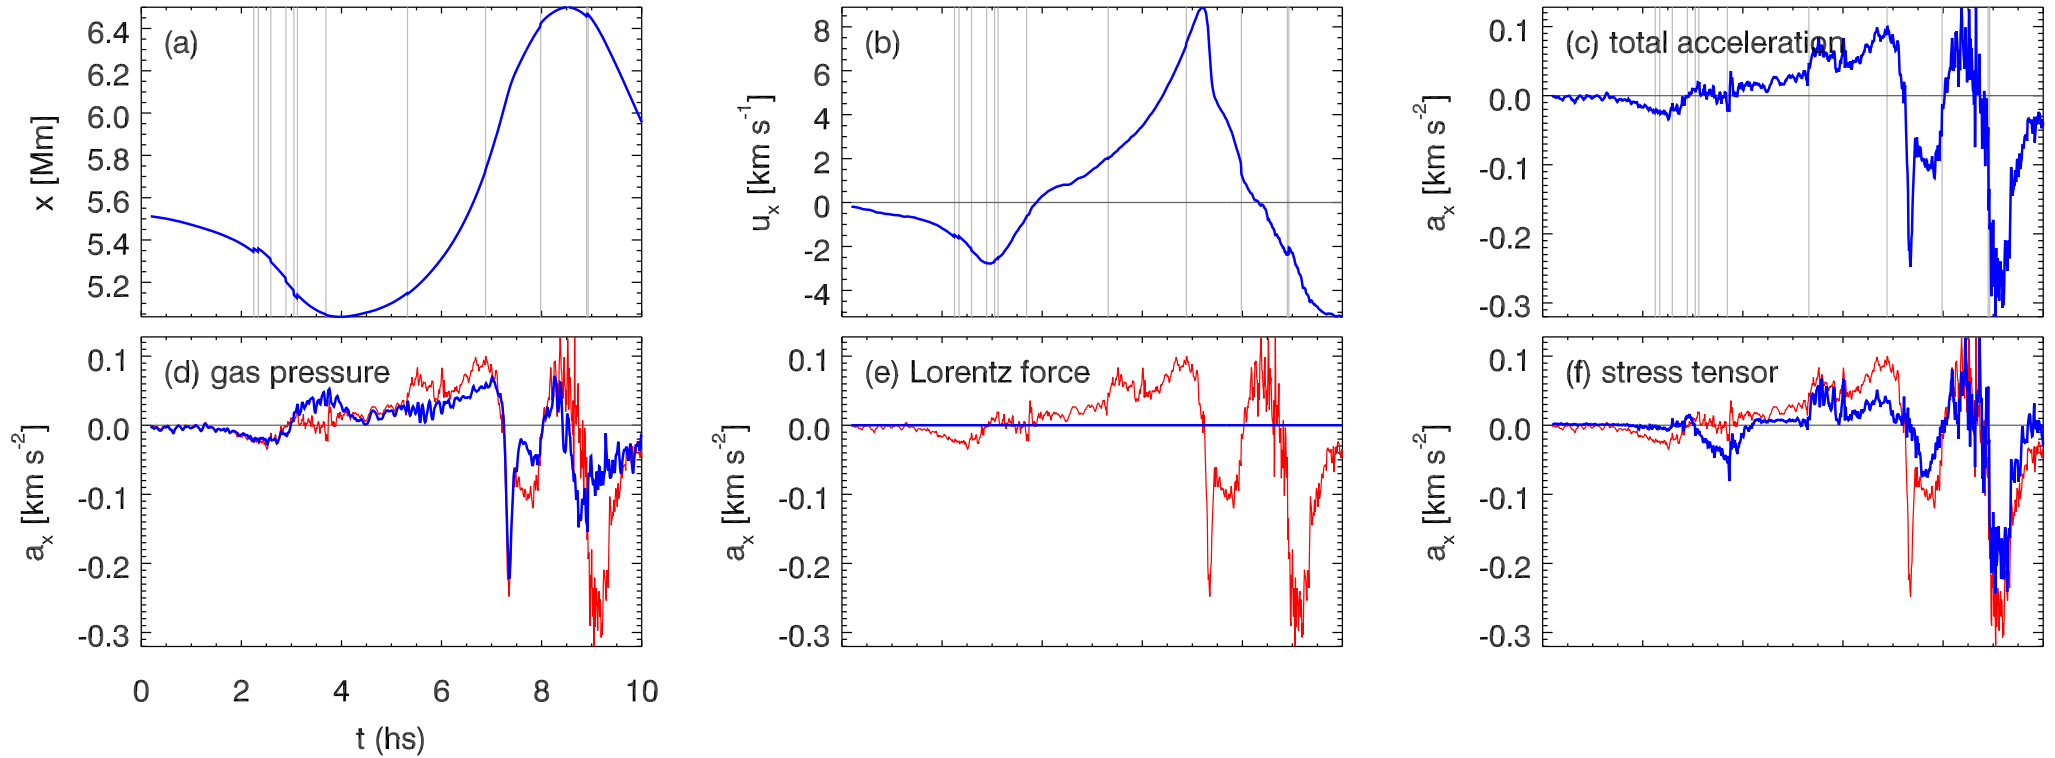 (a)
x [Mm]
6.4
6.2
6.0
5.8
5.6
5.4
5.2
(b)
u_x [km s^-1]
8
6
4
2
0
-2
-4
(c) total acceleration
a_x [km s^-2]
0.1
0.0
-0.1
-0.2
-0.3
(d) gas pressure
a_x [km s^-2]
0.1
0.0
-0.1
-0.2
-0.3
0 2 4 6 8 10
t (hs)
(e) Lorentz force
a_x [km s^-2]
0.1
0.0
-0.1
-0.2
-0.3
(f) stress tensor
a_x [km s^-2]
0.1
0.0
-0.1
-0.2
-0.3